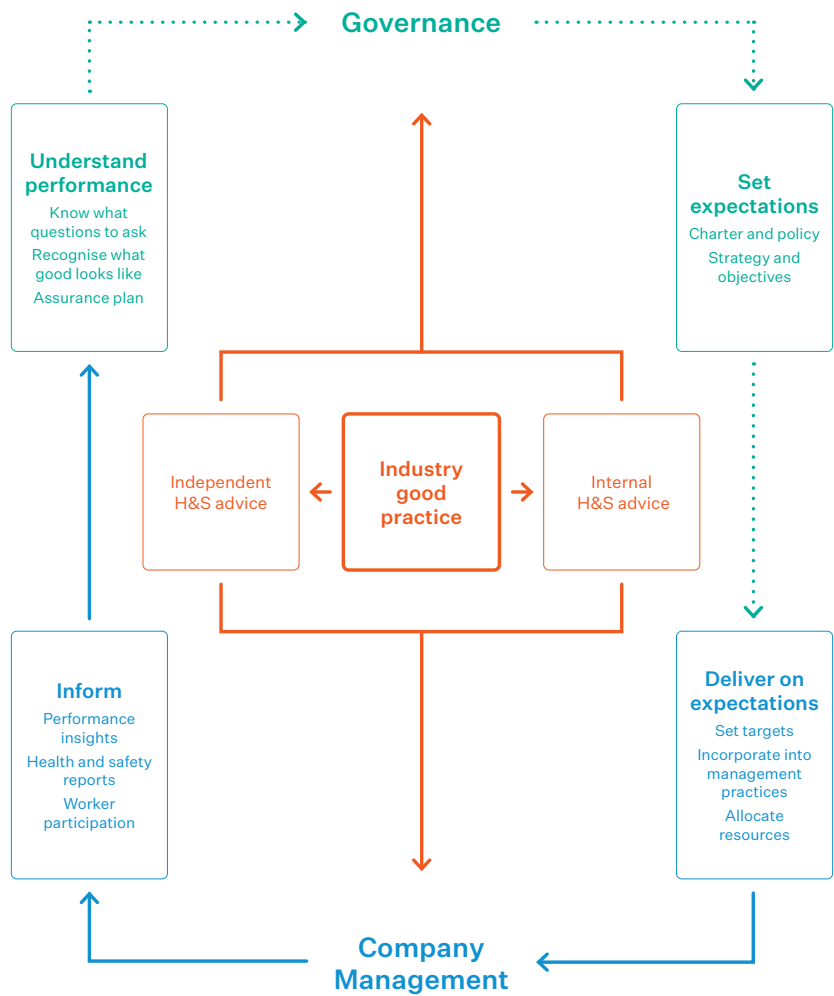 Governance
Understand
performance
Know what
questions to ask
Recognise what
good looks like
Assurance plan
Set
expectations
Charter and policy
Strategy and
objectives
Independent
H&S advice
Industry
good
practice
Internal
H&S advice
Inform
Performance
insights
Health and safety
reports
Worker
participation
Deliver on
expectations
Set targets
Incorporate into
management
practices
Allocate
resources
Company
Management